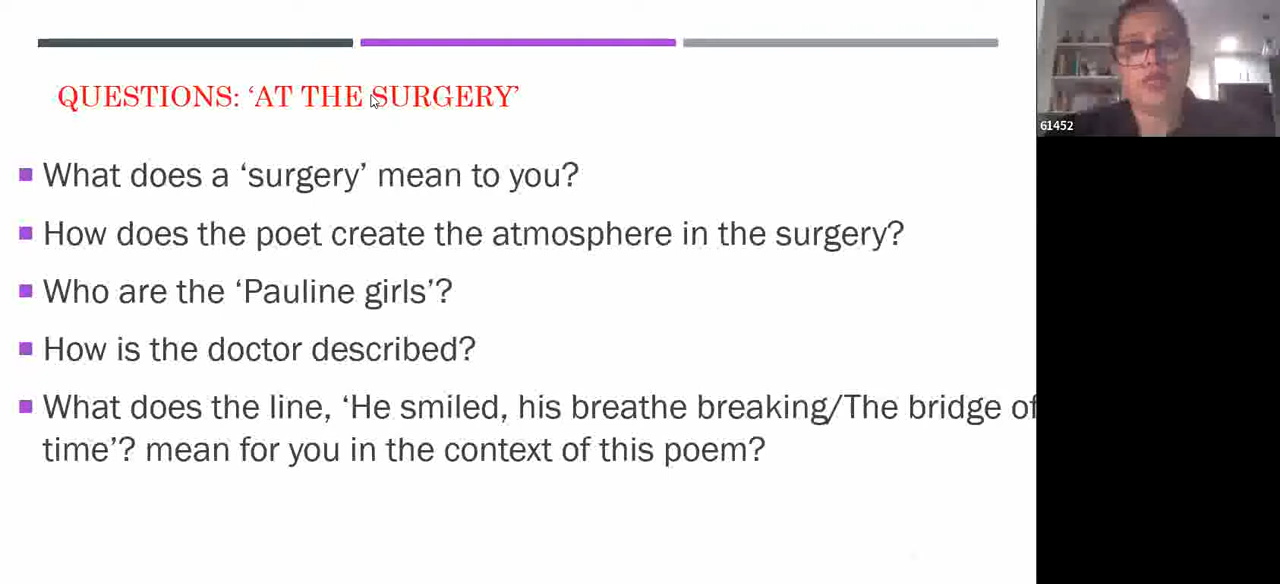 QUESTIONS: ‘AT THE SURGERY’
What does a ‘surgery’ mean to you?
How does the poet create the atmosphere in the surgery?
Who are the ‘Pauline girls’?
How is the doctor described?
What does the line, ‘He smiled, his breathe breaking/The bridge of
time’? mean for you in the context of this poem?
61452